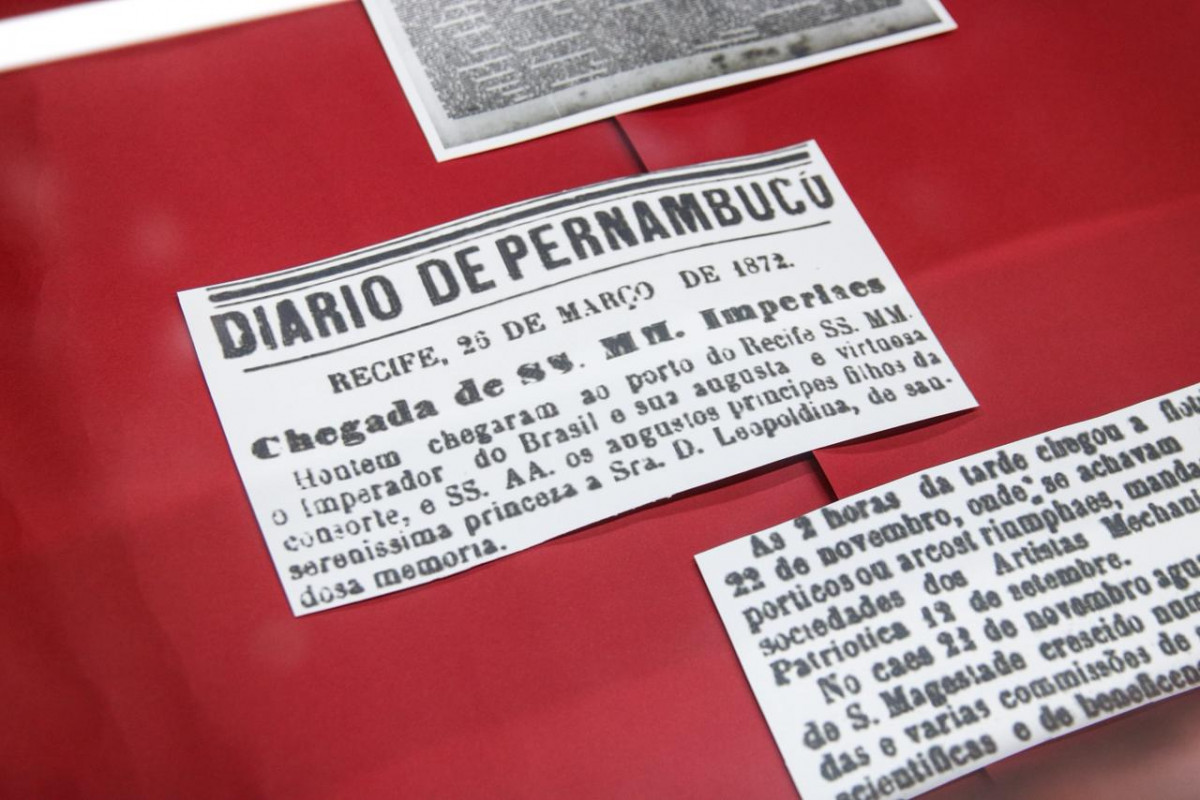 DIARIO DE PERNAMBUCO
RECIFE, 26 DE MARÇO DE 1872.
Chegada de SS. MM. Imperiaes
Hontem chegaram ao porto do Recife SS. MM.
o Imperador do Brasil e sua augusta e virtuosa
consorte, e SS. AA. os augustos principes filhos da
serenissima princeza a Sra. D. Leopoldina, de sau-
dosa memoria.
As 2 horas da tarde chegou a
22 de novembro, onde se achavam
porticos ou arcos triumphaes, manda
sociedades dos Artistas Mechan
Patriotica 12 de setembre.
No caes 22 de novembro agu
de S. Magestade crescido num
das e varias commissões de
scientificas e de beneficen